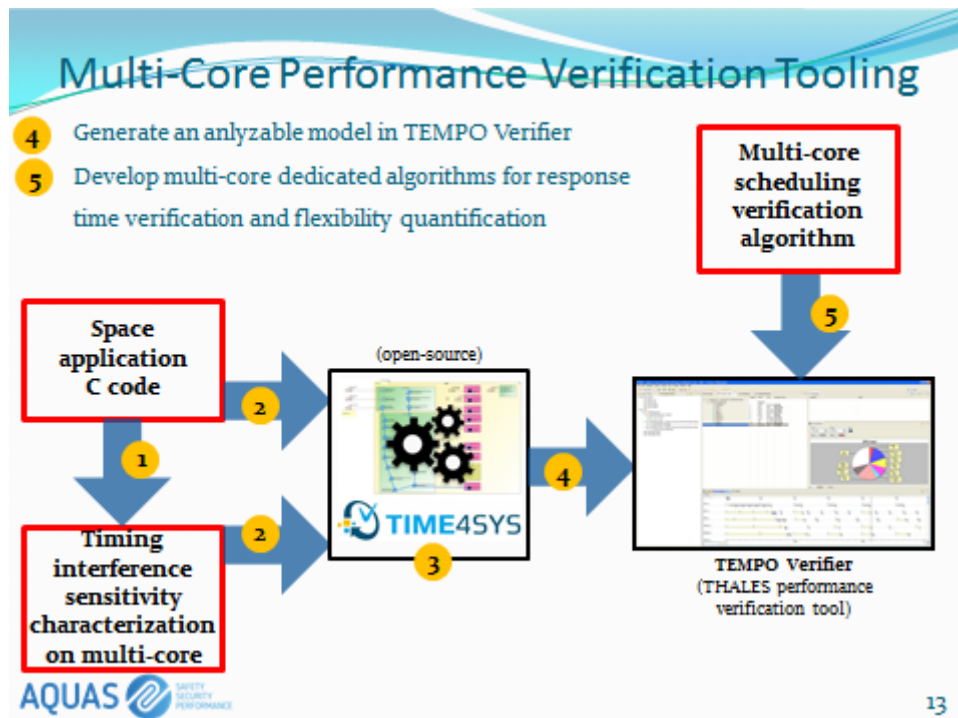 Multi-Core Performance Verification Tooling
4 Generate an anlyzable model in TEMPO Verifier
5 Develop multi-core dedicated algorithms for response
time verification and flexibility quantification
Multi-core
scheduling
verification
algorithm
5
Space
application
C code
2
(open-source)
1
4
Timing
interference
sensitivity
characterization
on multi-core
2
TIME4SYS
3
TEMPO Verifier
(THALES performance
verification tool)
AQUAS
SAFETY
SECURITY
PERFORMANCE
13